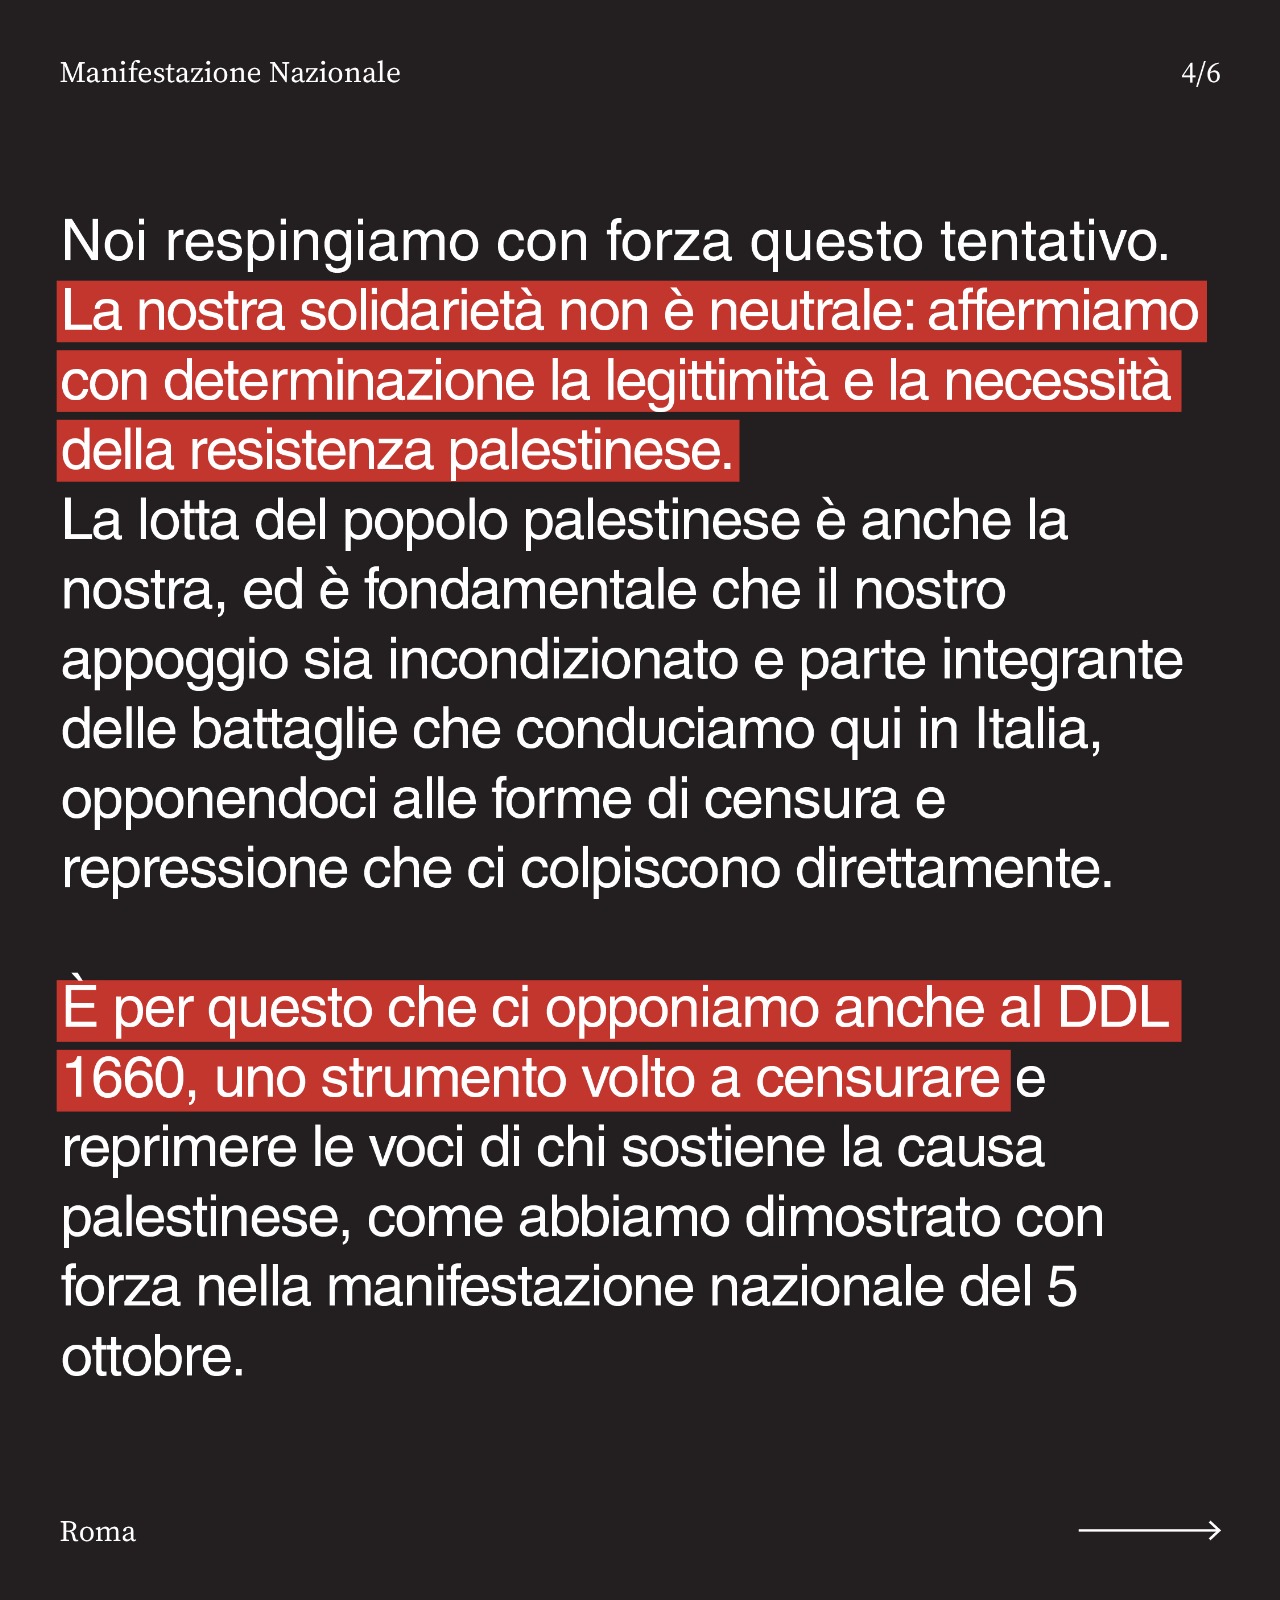 Manifestazione Nazionale
4/6
Noi respingiamo con forza questo tentativo.
La nostra solidarietà non è neutrale: affermiamo
con determinazione la legittimità e la necessità
della resistenza palestinese.
La lotta del popolo palestinese è anche la
nostra, ed è fondamentale che il nostro
appoggio sia incondizionato e parte integrante
delle battaglie che conduciamo qui in Italia,
opponendoci alle forme di censura e
repressione che ci colpiscono direttamente.
È per questo che ci opponiamo anche al DDL
1660, uno strumento volto a censurare e
reprimere le voci di chi sostiene la causa
palestinese, come abbiamo dimostrato con
forza nella manifestazione nazionale del 5
ottobre.
Roma